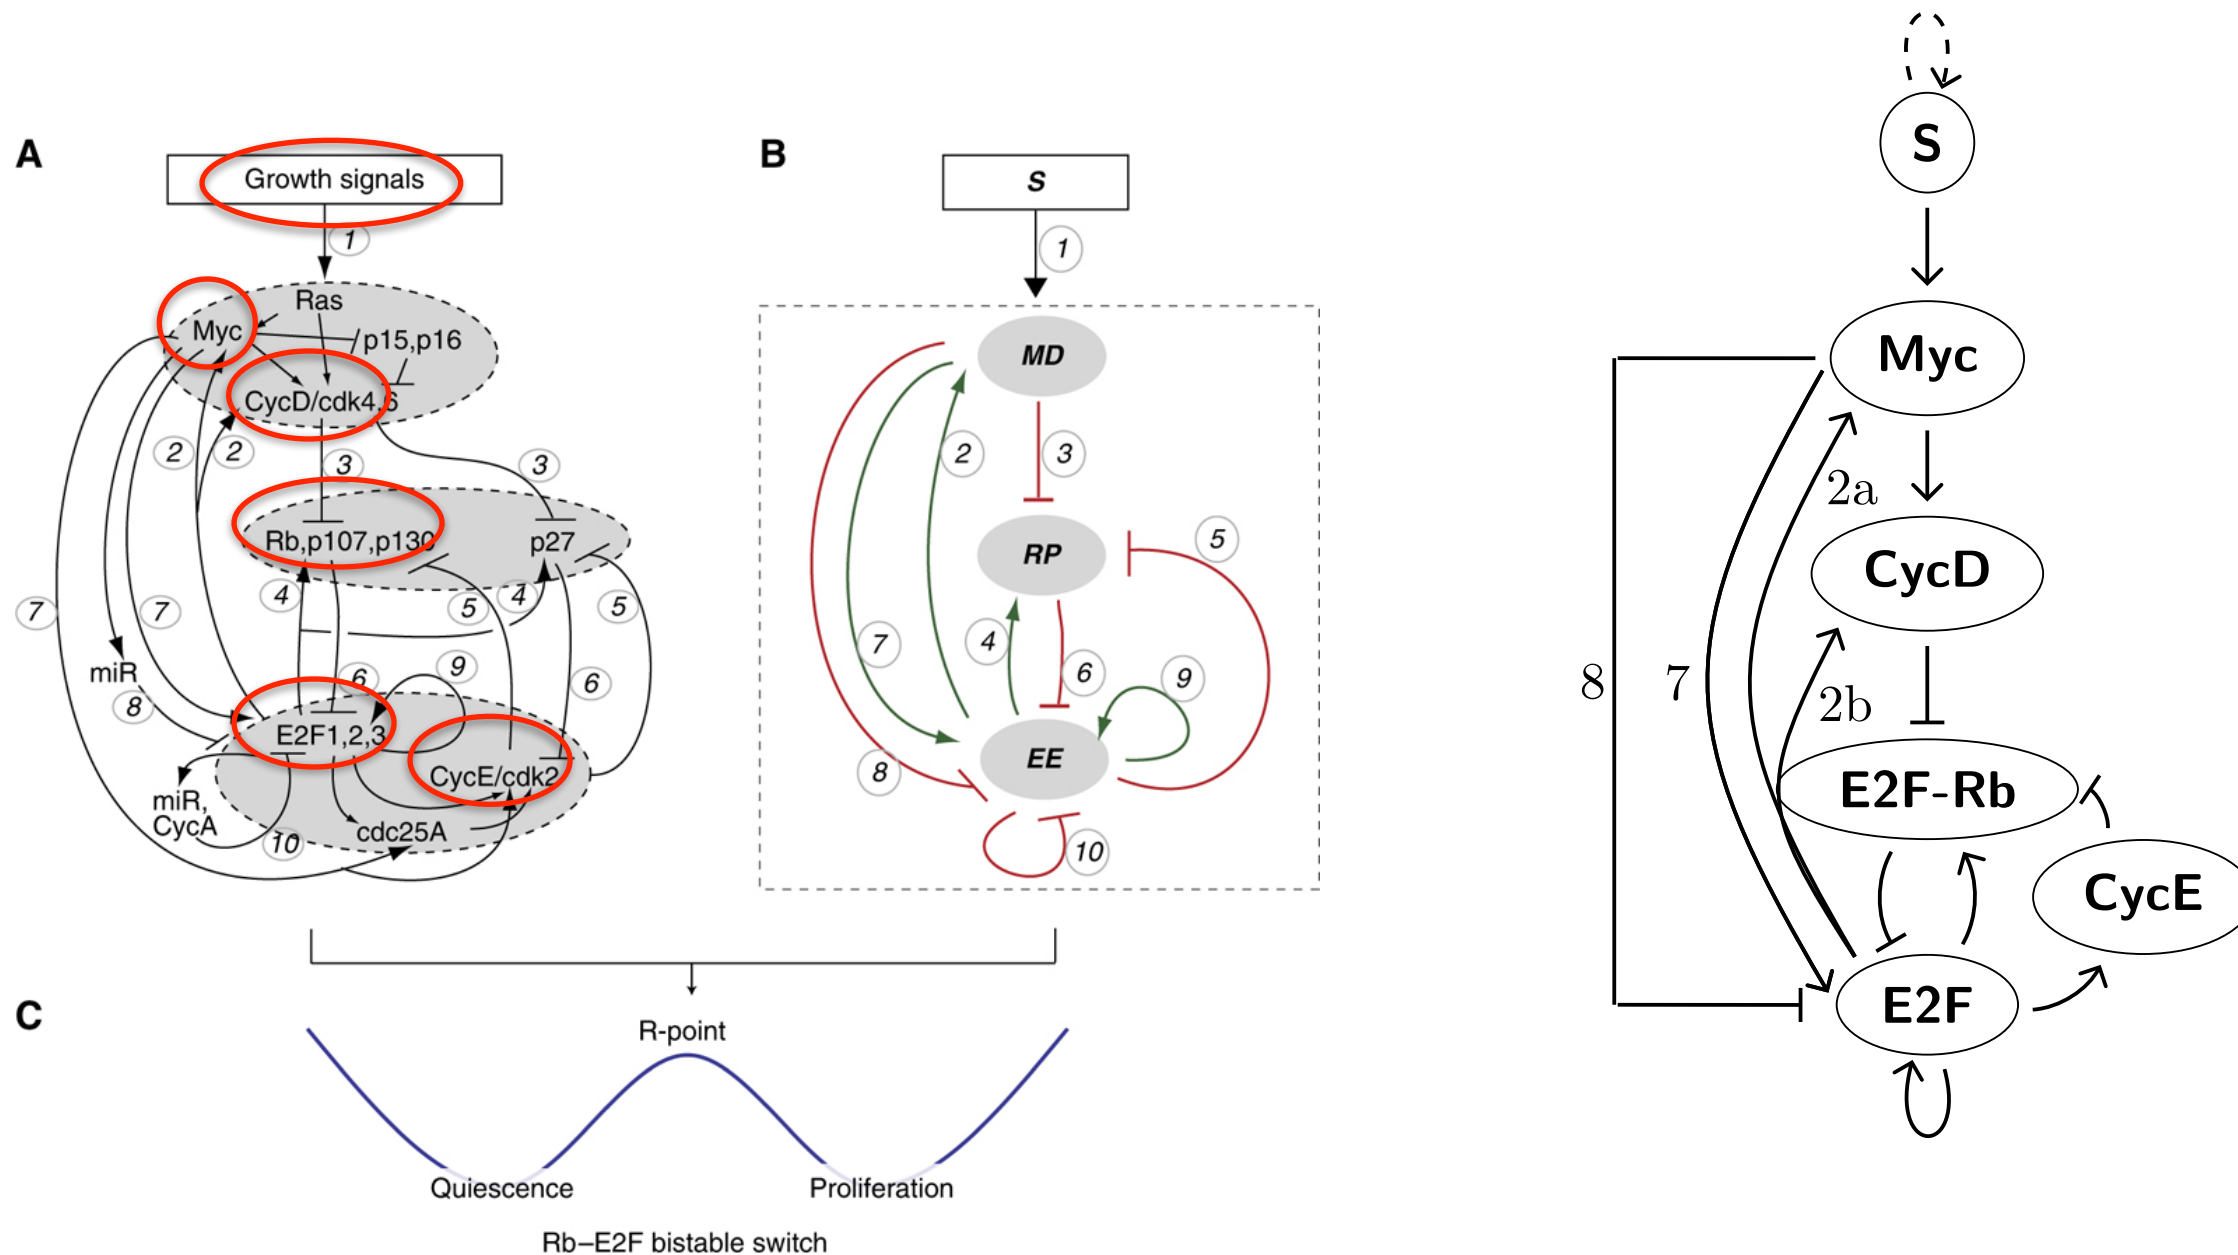 A
Growth signals
1
Ras
Myc
p15,p16
CycD/cdk4,6
2
2
3
3
Rb,p107,p130
p27
4
5
4
5
7
7
miR
8
6
9
6
E2F1,2,3
CycE/cdk2
miR,
CycA
cdc25A
10
B
S
1
MD
2
3
RP
5
7
4
6
9
EE
8
10
C
R-point
Quiescence
Proliferation
Rb–E2F bistable switch
S
Myc
2a
CycD
8
7
2b
E2F-Rb
CycE
E2F